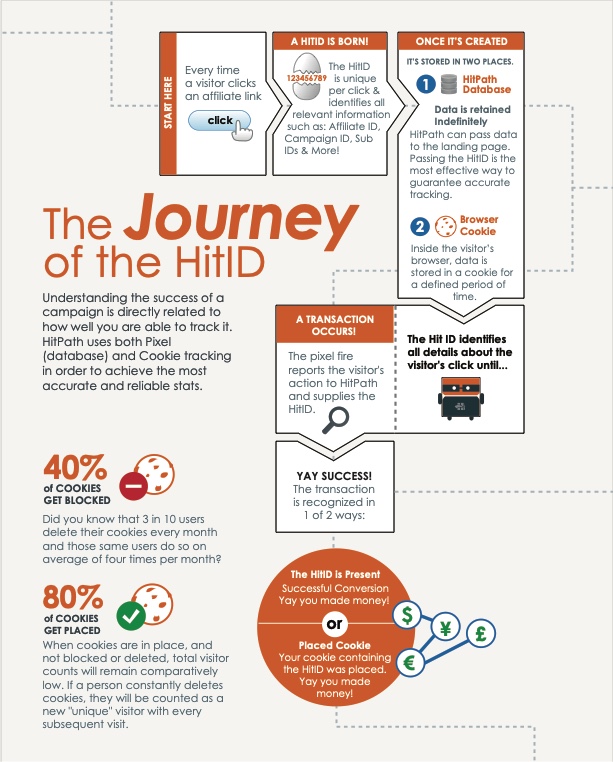 START HERE
Every time
a visitor clicks
an affiliate link
click
A HITID IS BORN!
123456789
The HitID
is unique
per click &
identifies all
relevant information
such as: Affiliate ID,
Campaign ID, Sub
IDs & More!
ONCE IT'S CREATED
IT'S STORED IN TWO PLACES.
1 HitPath
Database
Data is retained
Indefinitely
HitPath can pass data
to the landing page.
Passing the HitID is the
most effective way to
guarantee accurate
tracking.
2 Browser
Cookie
Inside the visitor's
browser, data is
stored in a cookie for
a defined period of
time.
The Journey
of the HitID
Understanding the success of a
campaign is directly related to
how well you are able to track it.
HitPath uses both Pixel
(database) and Cookie tracking
in order to achieve the most
accurate and reliable stats.
The Hit ID identifies
all details about the
visitor's click until...
A TRANSACTION
OCCURS!
The pixel fire
reports the visitor's
action to HitPath
and supplies the
HitID.
YAY SUCCESS!
The transaction
is recognized in
1 of 2 ways:
The HitID is Present
Successful Conversion
Yay you made money!
or
Placed Cookie
Your cookie containing
the HitID was placed.
Yay you made
money!
$
¥
£
€
40%
of COOKIES
GET BLOCKED
Did you know that 3 in 10 users
delete their cookies every month
and those same users do so on
average of four times per month?
80%
of COOKIES
GET PLACED
When cookies are in place, and
not blocked or deleted, total visitor
counts will remain comparatively
low. If a person constantly deletes
cookies, they will be counted as a
new "unique" visitor with every
subsequent visit.